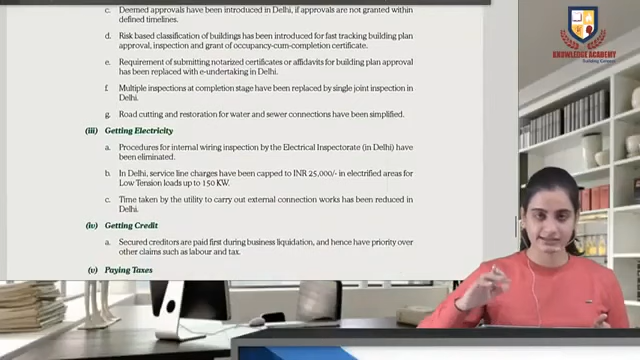 c. Deemed approvals have been introduced in Delhi, if approvals are not granted within
defined timelines.
d. Risk based classification of buildings has been introduced for fast tracking building plan
approval, inspection and grant of occupancy-cum-completion certificate.
e. Requirement of submitting notarized certificates or affidavits for building plan approval
has been replaced with e-undertaking in Delhi.
f. Multiple inspections at completion stage have been replaced by single joint inspection in
Delhi.
g. Road cutting and restoration for water and sewer connections have been simplified.
(iii) Getting Electricity
a. Procedures for internal wiring inspection by the Electrical Inspectorate (in Delhi) have
been eliminated.
b. In Delhi, service line charges have been capped to INR 25,000/- in electrified areas for
Low Tension loads up to 150 KW.
c. Time taken by the utility to carry out external connection works has been reduced in
Delhi.
(iv) Getting Credit
a. Secured creditors are paid first during business liquidation, and hence have priority over
other claims such as labour and tax.
(v) Paying Taxes
KNOWLEDGE ACADEMY